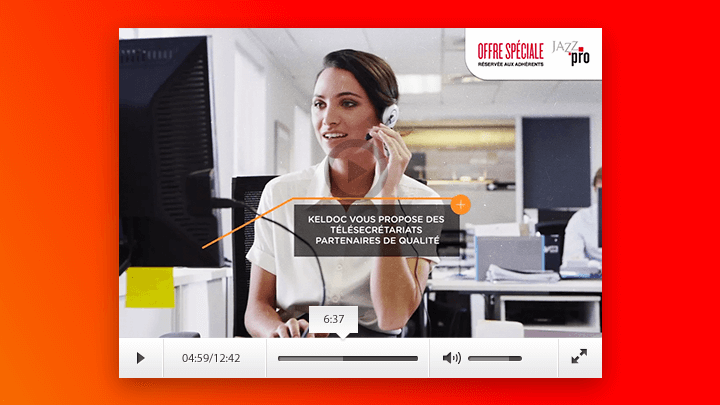 OFFRE SPÉCIALE
RÉSERVÉE AUX ADHÉRENTS
JAZZ
pro
KELDOC VOUS PROPOSE DES
TÉLÉSECRÉTARIATS
PARTENAIRES DE QUALITÉ
6:37
04:59/12:42